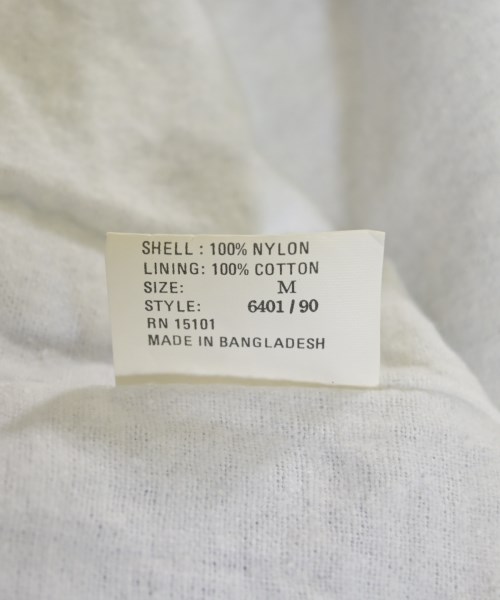 SHELL : 100% NYLON
LINING: 100% COTTON
SIZE: M
STYLE: 6401 / 90
RN 15101
MADE IN BANGLADESH